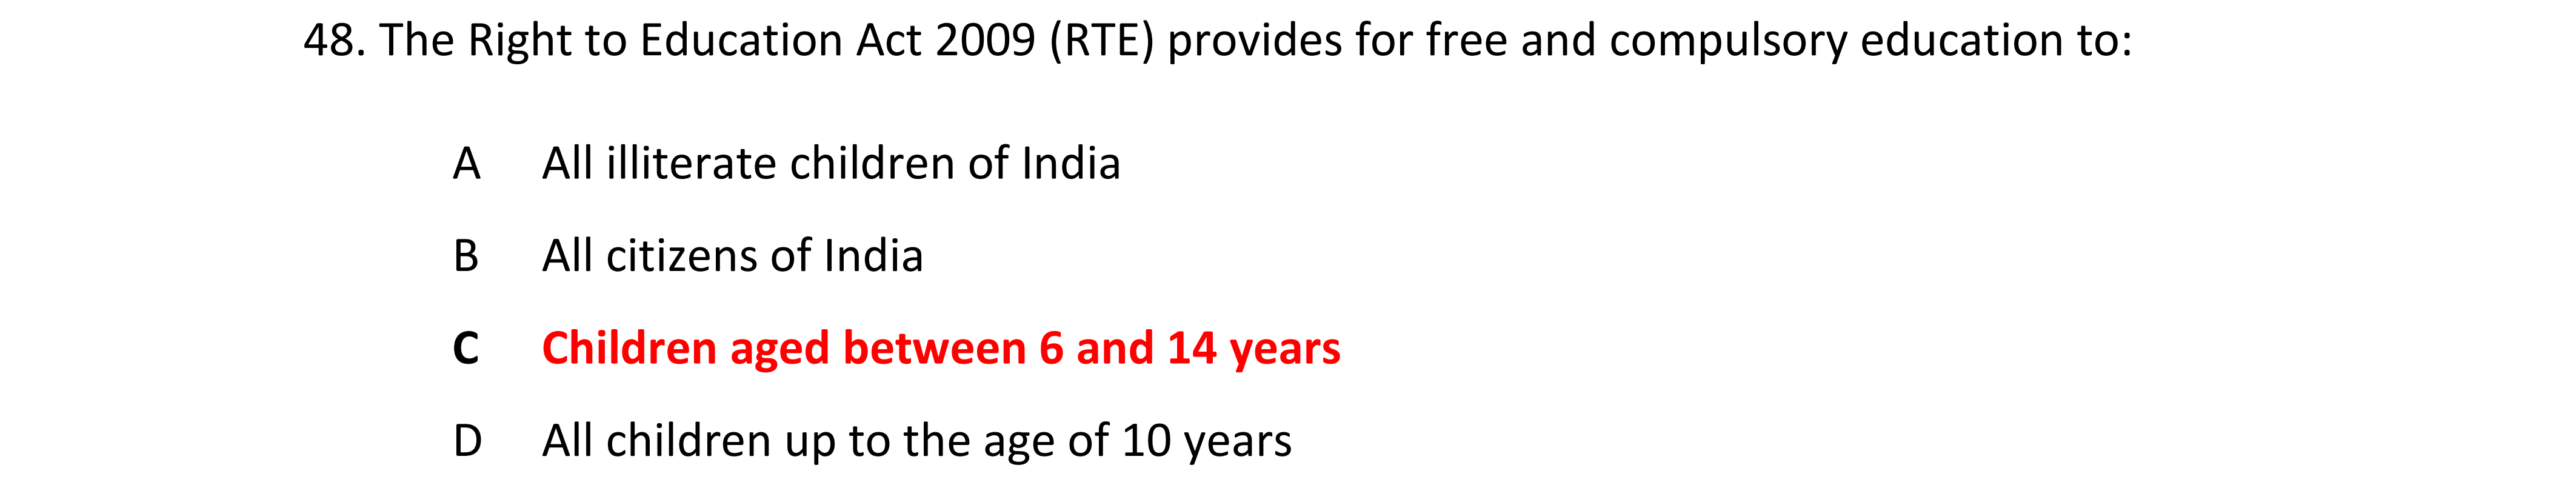 48. The Right to Education Act 2009 (RTE) provides for free and compulsory education to:
A All illiterate children of India
B All citizens of India
C Children aged between 6 and 14 years
D All children up to the age of 10 years